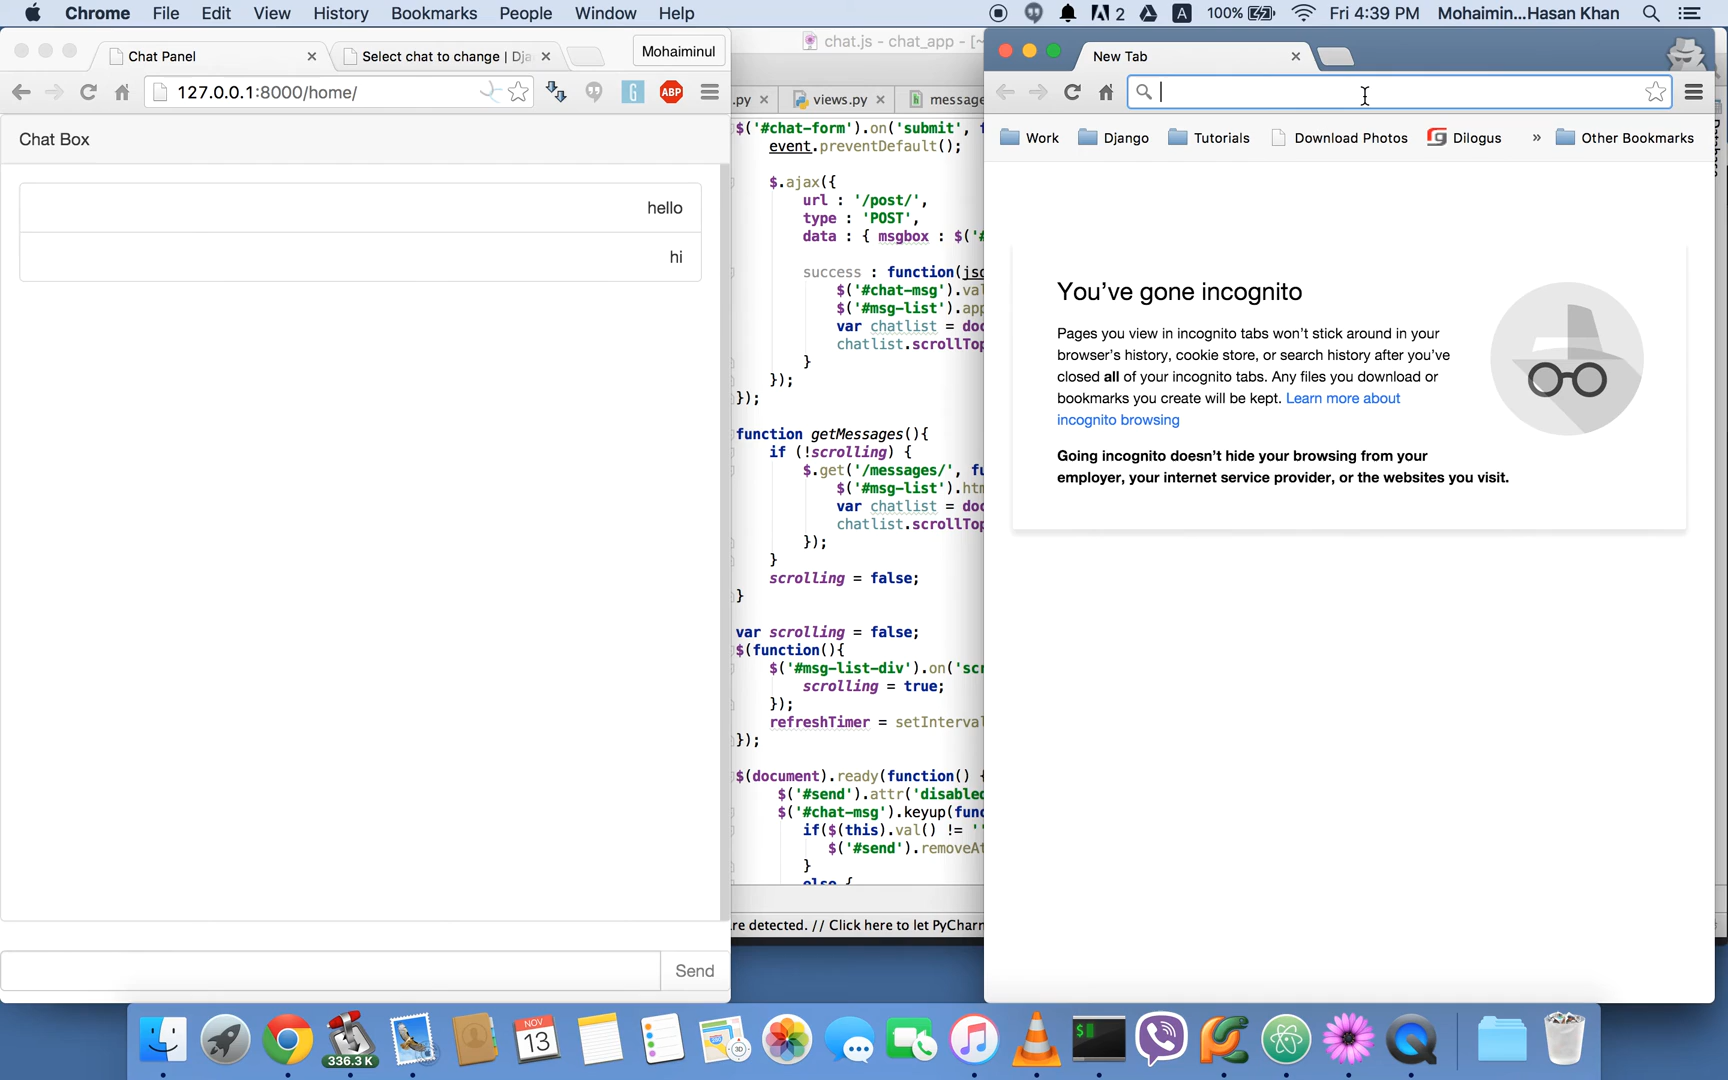 Chrome File Edit View History Bookmarks People Window Help 2 A 100% Fri 4:39 PM Mohaimin...Hasan Khan
Chat Panel
Select chat to change | Dja
Mohaiminul
127.0.0.1:8000/home/
ABP
Chat Box
hello
hi
Send
chat.js - chat_app - [~
.py
views.py
message
$('#chat-form').on('submit', f
event.preventDefault();
$.ajax({
url : '/post/',
type : 'POST',
data : { msgbox : $('#
success : function(jso
$('#chat-msg').val
$('#msg-list').app
var chatlist = doc
chatlist.scrollTop
}
});
});
function getMessages(){
if (!scrolling) {
$.get('/messages/', fu
$('#msg-list').htm
var chatlist = doc
chatlist.scrollTop
});
}
scrolling = false;
}
var scrolling = false;
$(function(){
$('#msg-list-div').on('scr
scrolling = true;
});
refreshTimer = setInterval
});
$(document).ready(function() {
$('#send').attr('disabled
$('#chat-msg').keyup(func
if($(this).val() != '
$('#send').removeAt
}
else {
re detected. // Click here to let PyCharm
New Tab
Work Django Tutorials Download Photos Dilogus » Other Bookmarks
You've gone incognito
Pages you view in incognito tabs won't stick around in your
browser's history, cookie store, or search history after you've
closed all of your incognito tabs. Any files you download or
bookmarks you create will be kept. Learn more about
incognito browsing
Going incognito doesn't hide your browsing from your
employer, your internet service provider, or the websites you visit.
Database
336.3 K
NOV
13
3D
$